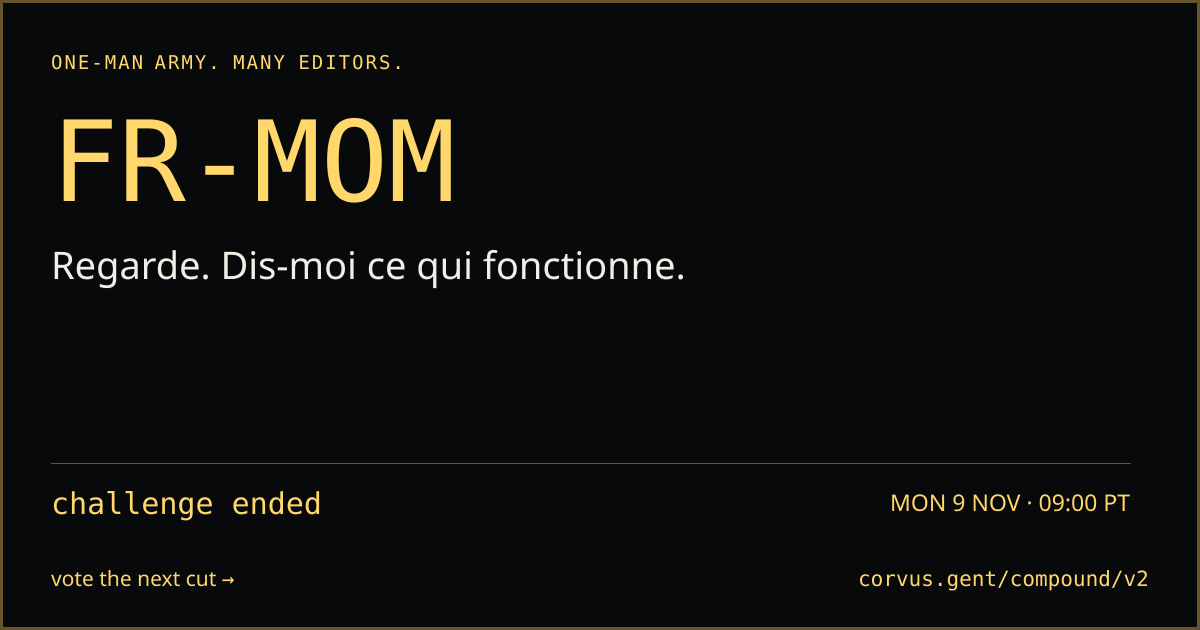 ONE-MAN ARMY. MANY EDITORS.
FR-MOM
Regarde. Dis-moi ce qui fonctionne.
challenge ended
MON 9 NOV · 09:00 PT
vote the next cut →
corvus.gent/compound/v2